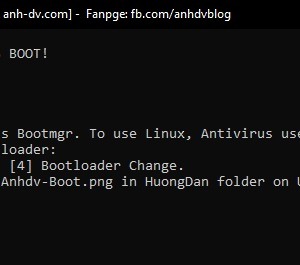 anh-dv.com] - Fanpge: fb.com/anhdvblog
BOOT!
s Bootmgr. To use Linux, Antivirus use
loader:
[4] Bootloader Change.
Anhdv-Boot.png in HuongDan folder on U